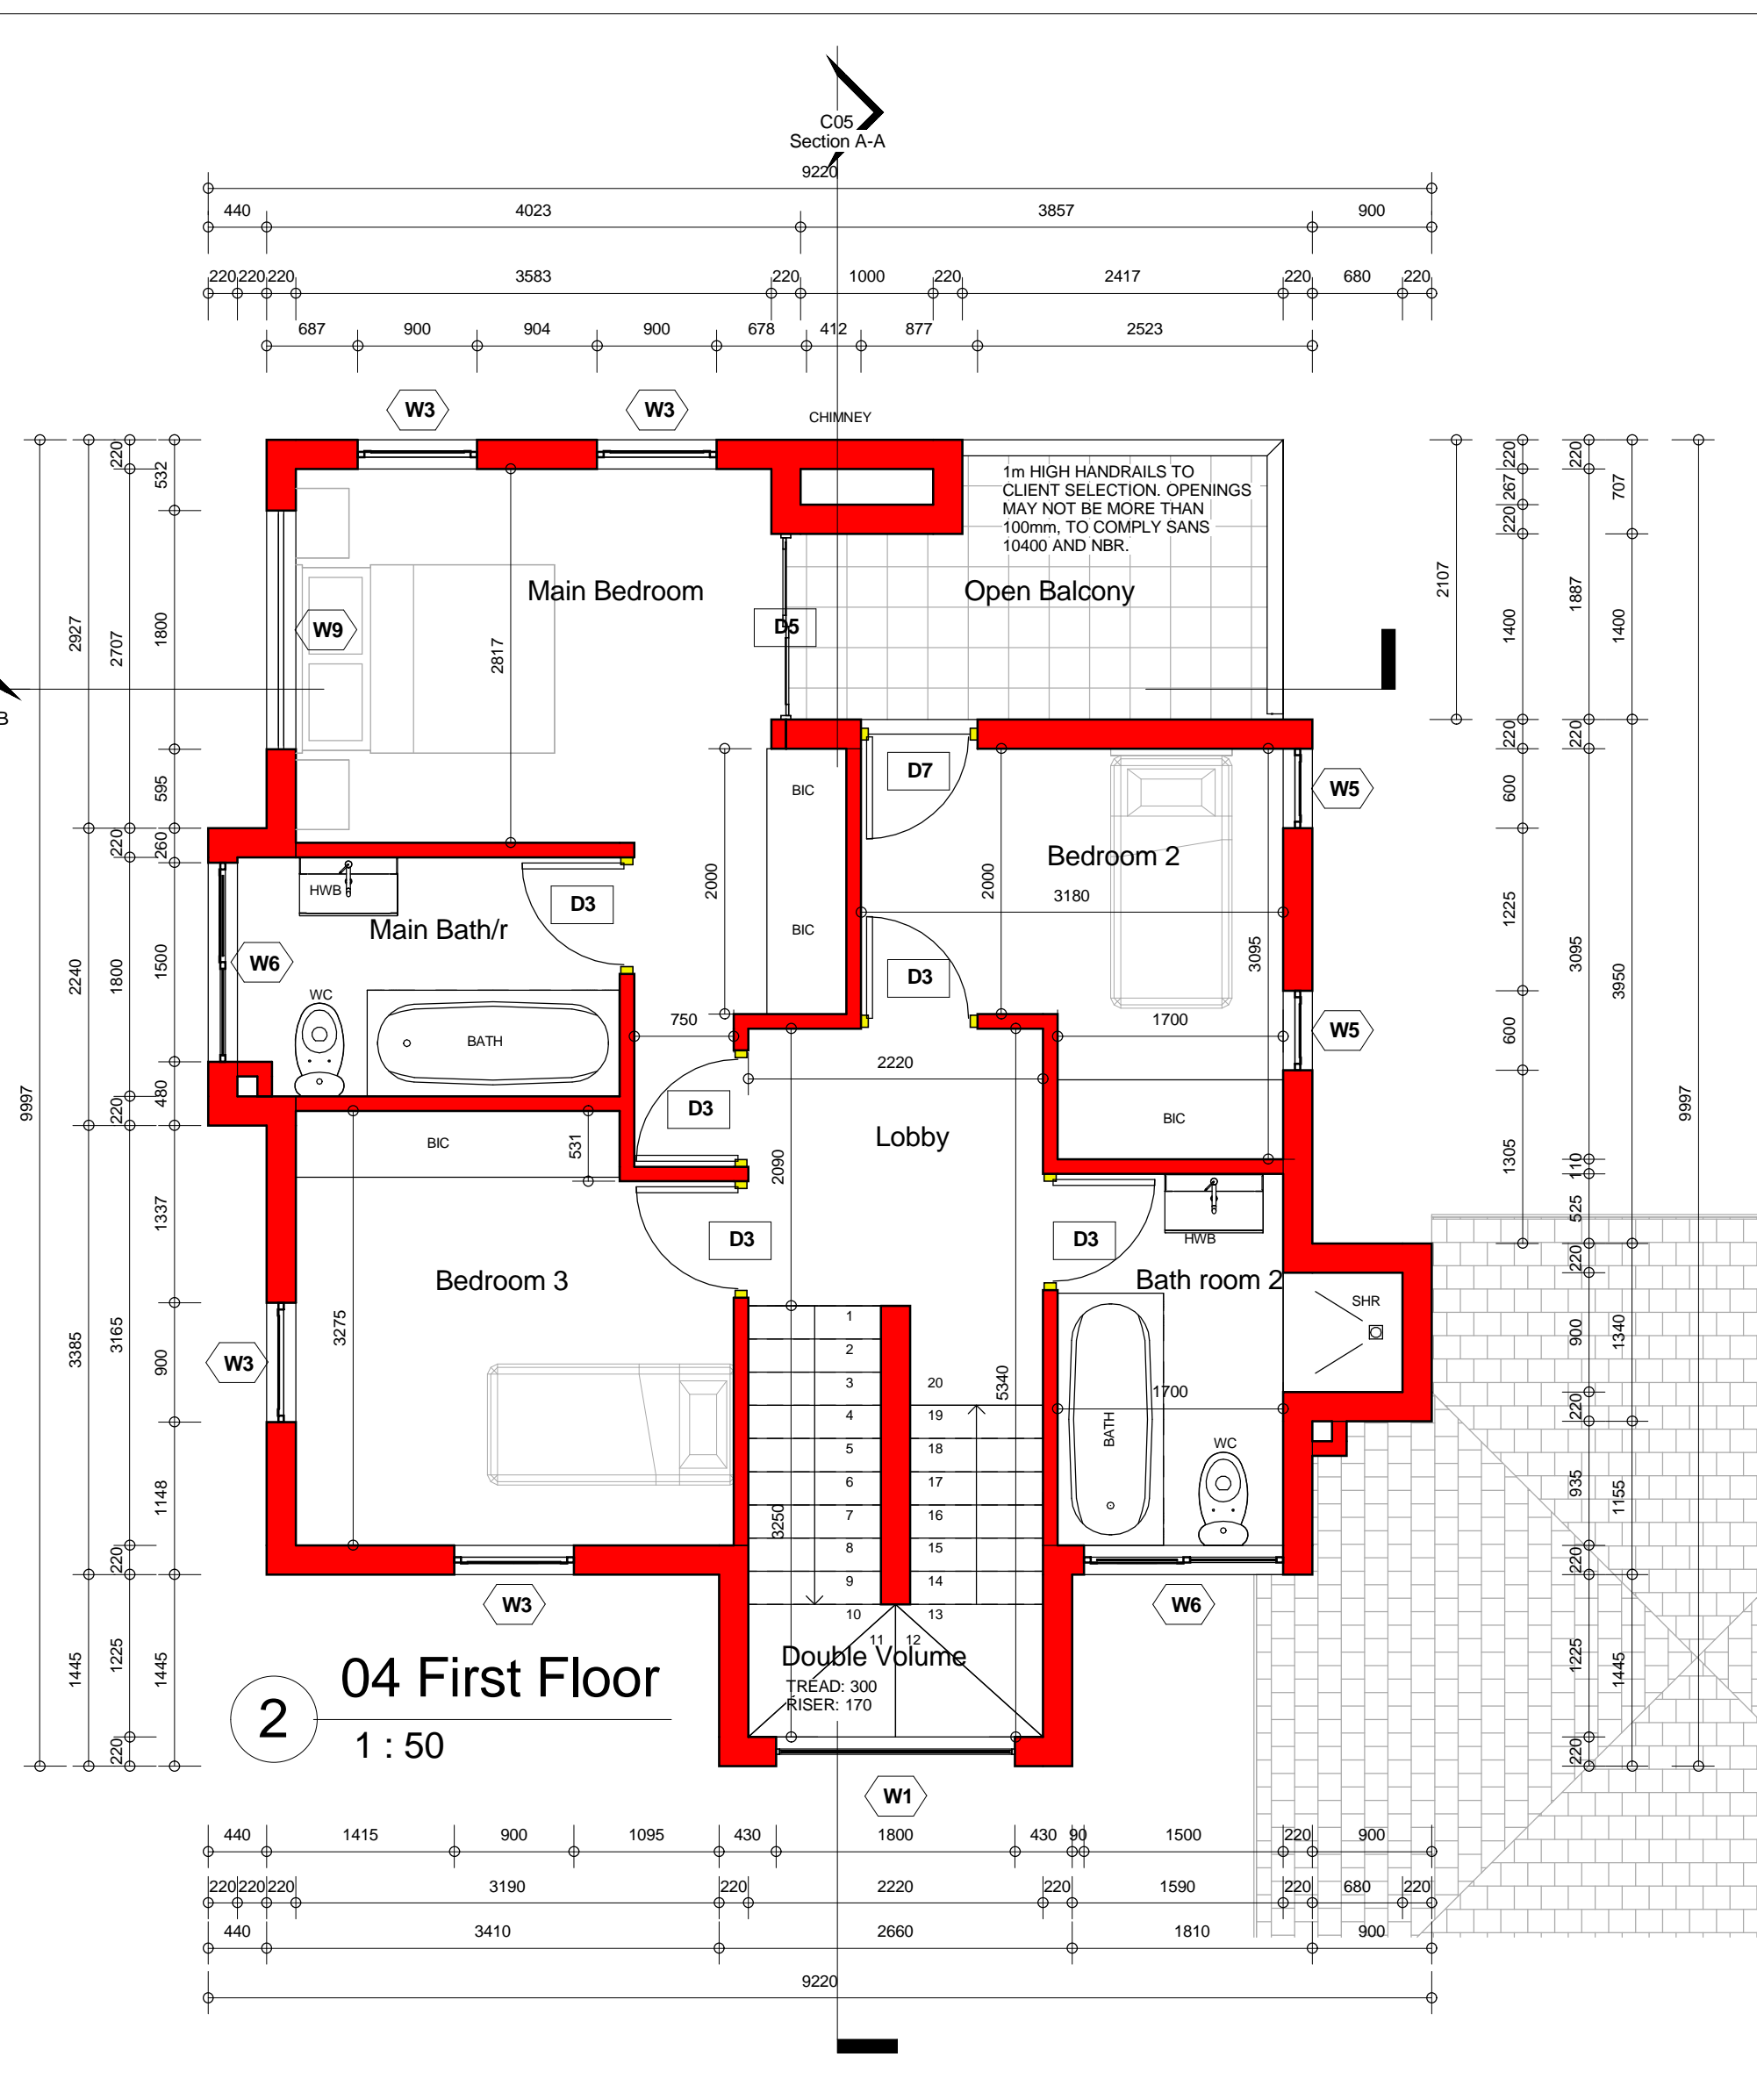 C05
Section A-A
9220
440 4023 3857 900
220 220 220 3583 220 1000 220 2417 220 680 220
687 900 904 900 678 412 877 2523
W3 W3
CHIMNEY
1m HIGH HANDRAILS TO
CLIENT SELECTION. OPENINGS
MAY NOT BE MORE THAN
100mm, TO COMPLY SANS
10400 AND NBR.
Main Bedroom
Open Balcony
W9
D5
2817
B
BIC
D7
W5
2000
2000
Bedroom 2
3180
HWB
D3
Main Bath/r
BIC
W6
D3
3095
WC
BATH
750
1700
W5
2220
D3
BIC
BIC
531
Lobby
2090
D3
D3
HWB
Bedroom 3
Bath room 2
SHR
3275
W3
1
2
3 20
4 19
5 18
6 17
7 16
8 15
9 14
10 13
11 12
5340
1700
BATH
WC
3250
W3
W6
Double Volume
TREAD: 300
RISER: 170
2
04 First Floor
1 : 50
W1
9997
2927
2240
3385
1445
220
2707
220
1800
220
3165
220
1225
220
532
1800
595
260
1500
480
1337
900
1148
1445
2107
220
267
220
1400
220
600
1225
600
1305
220
1887
220
3095
110
525
220
900
220
935
220
1225
220
707
1400
3950
1340
1155
1445
9997
440 1415 900 1095 430 1800 430 90 1500 220 900
220 220 220 3190 220 2220 220 1590 220 680 220
440 3410 2660 1810 900
9220